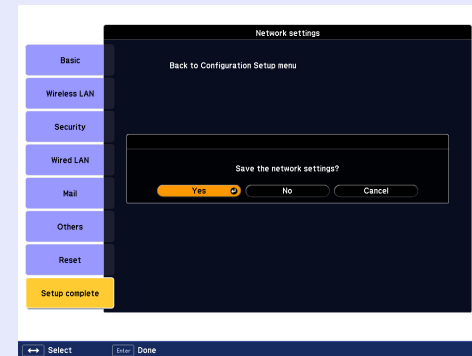 Network settings
Basic
Wireless LAN
Security
Wired LAN
Mail
Others
Reset
Setup complete
Back to Configuration Setup menu
Save the network settings?
Yes No Cancel
Select Enter Done